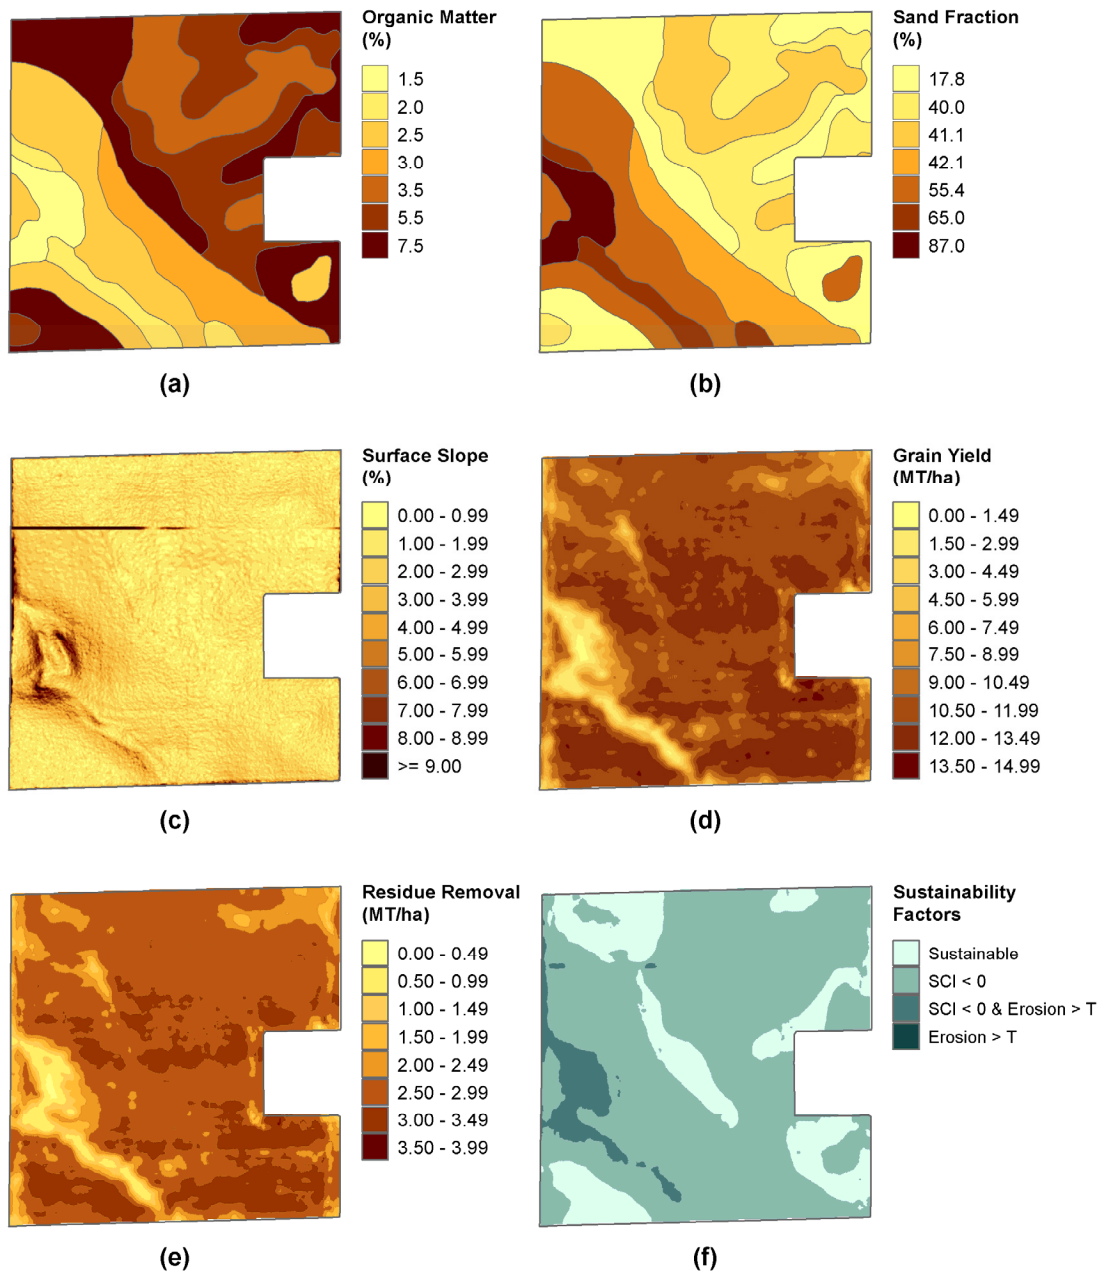 Organic Matter
(%)
1.5
2.0
2.5
3.0
3.5
5.5
7.5
(a)
Sand Fraction
(%)
17.8
40.0
41.1
42.1
55.4
65.0
87.0
(b)
Surface Slope
(%)
0.00 - 0.99
1.00 - 1.99
2.00 - 2.99
3.00 - 3.99
4.00 - 4.99
5.00 - 5.99
6.00 - 6.99
7.00 - 7.99
8.00 - 8.99
>= 9.00
(c)
Grain Yield
(MT/ha)
0.00 - 1.49
1.50 - 2.99
3.00 - 4.49
4.50 - 5.99
6.00 - 7.49
7.50 - 8.99
9.00 - 10.49
10.50 - 11.99
12.00 - 13.49
13.50 - 14.99
(d)
Residue Removal
(MT/ha)
0.00 - 0.49
0.50 - 0.99
1.00 - 1.49
1.50 - 1.99
2.00 - 2.49
2.50 - 2.99
3.00 - 3.49
3.50 - 3.99
(e)
Sustainability
Factors
Sustainable
SCI < 0
SCI < 0 & Erosion > T
Erosion > T
(f)